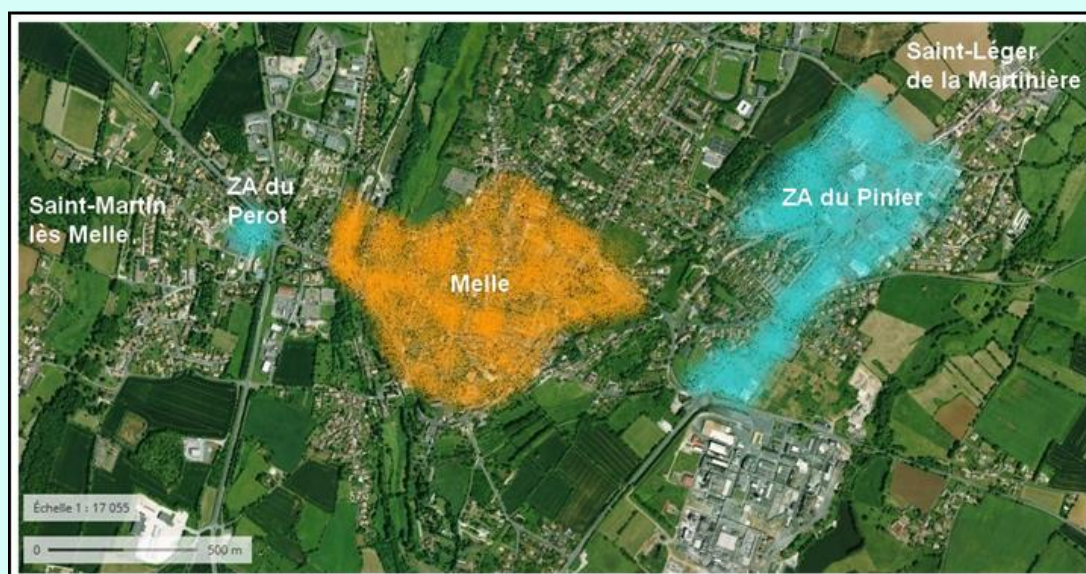 Saint-Léger
de la Martinière
ZA du
Perot
Saint-Martin
lès Melle
ZA du Pinier
Melle
Échelle 1 : 17 055
0 500 m